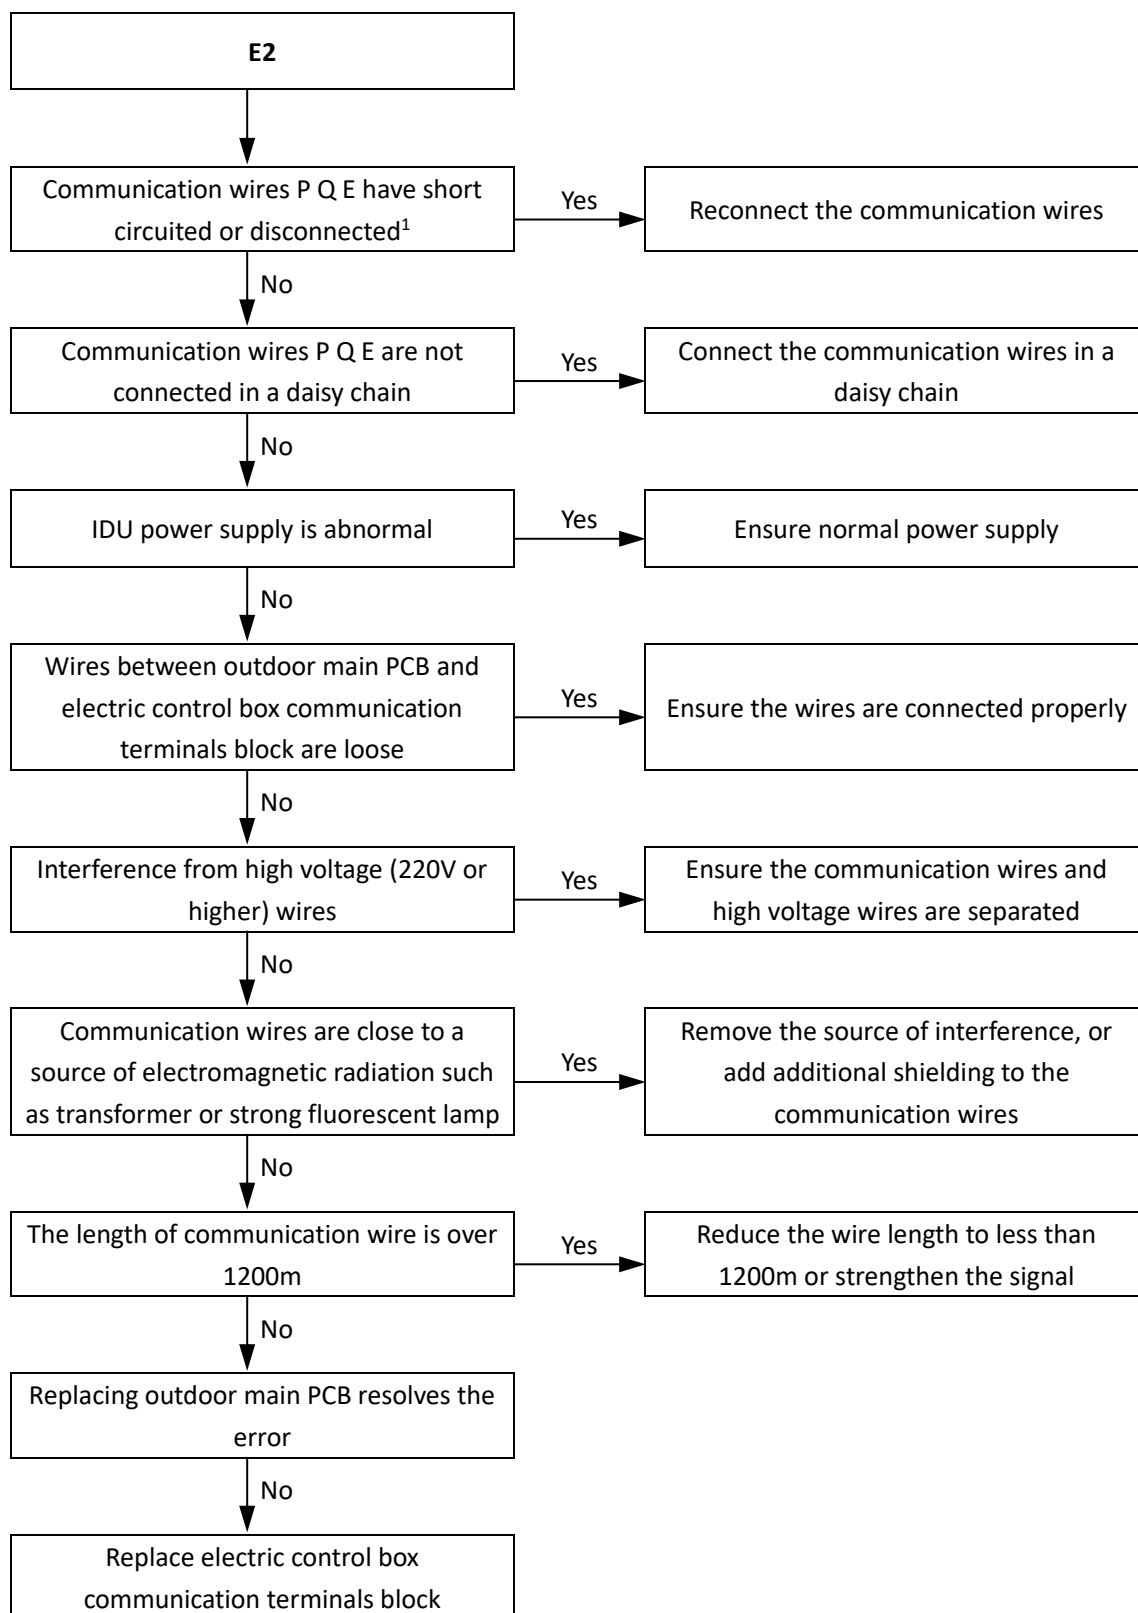 E2
Communication wires P Q E have short
circuited or disconnected¹
Yes
Reconnect the communication wires
No
Communication wires P Q E are not
connected in a daisy chain
Yes
Connect the communication wires in a
daisy chain
No
IDU power supply is abnormal
Yes
Ensure normal power supply
No
Wires between outdoor main PCB and
electric control box communication
terminals block are loose
Yes
Ensure the wires are connected properly
No
Interference from high voltage (220V or
higher) wires
Yes
Ensure the communication wires and
high voltage wires are separated
No
Communication wires are close to a
source of electromagnetic radiation such
as transformer or strong fluorescent lamp
Yes
Remove the source of interference, or
add additional shielding to the
communication wires
No
The length of communication wire is over
1200m
Yes
Reduce the wire length to less than
1200m or strengthen the signal
No
Replacing outdoor main PCB resolves the
error
No
Replace electric control box
communication terminals block